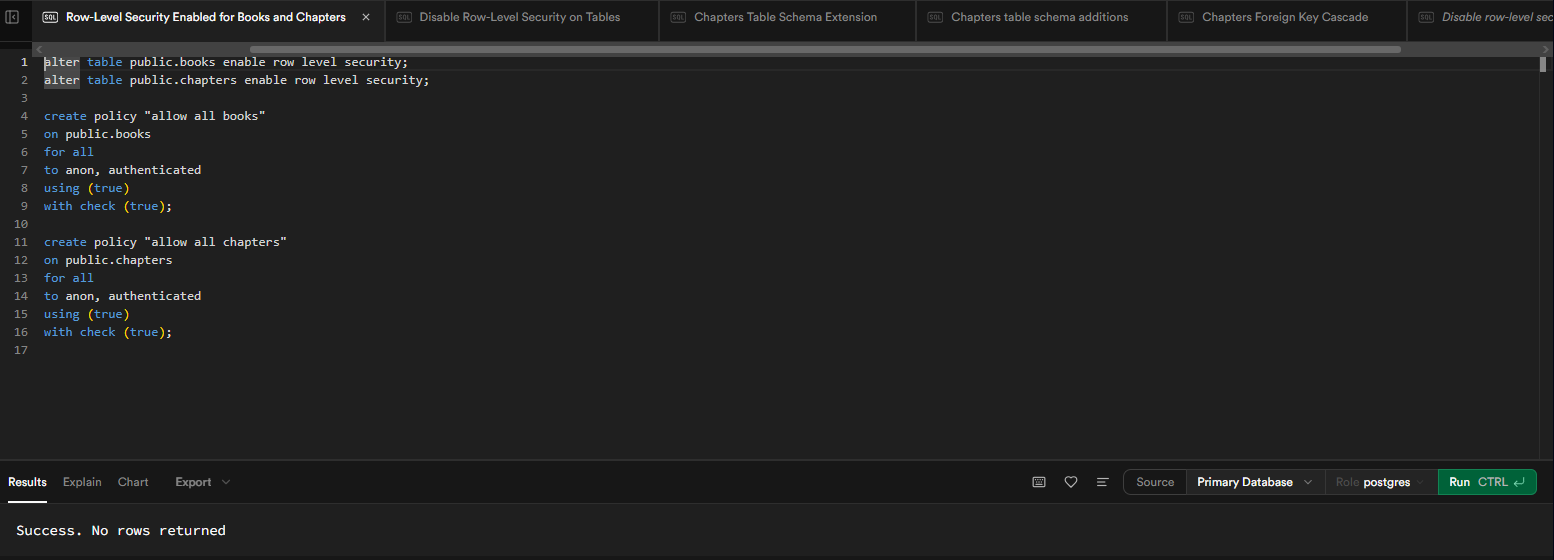 SQL Row-Level Security Enabled for Books and Chapters ×
SQL Disable Row-Level Security on Tables
SQL Chapters Table Schema Extension
SQL Chapters table schema additions
SQL Chapters Foreign Key Cascade
SQL Disable row-level sec
1 alter table public.books enable row level security;
2 alter table public.chapters enable row level security;
3
4 create policy "allow all books"
5 on public.books
6 for all
7 to anon, authenticated
8 using (true)
9 with check (true);
10
11 create policy "allow all chapters"
12 on public.chapters
13 for all
14 to anon, authenticated
15 using (true)
16 with check (true);
17
Results Explain Chart Export
Source Primary Database Role postgres Run CTRL ↵
Success. No rows returned